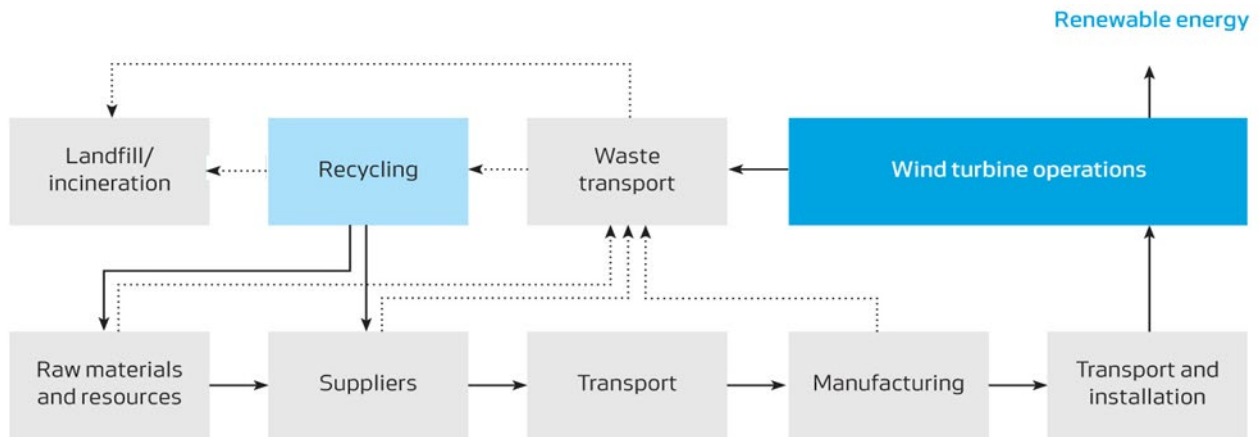 Renewable energy
Landfill/
incineration
Recycling
Waste
transport
Wind turbine operations
Raw materials
and resources
Suppliers
Transport
Manufacturing
Transport and
installation